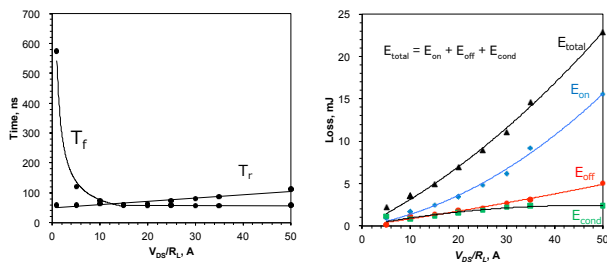 700
600
500
400
300
200
100
0
Time, ns
T_f
T_r
0 10 20 30 40 50
V_DS/R_L, A
25
20
15
10
5
0
Loss, mJ
E_total = E_on + E_off + E_cond
E_total
E_on
E_off
E_cond
0 10 20 30 40 50
V_DS/R_L, A